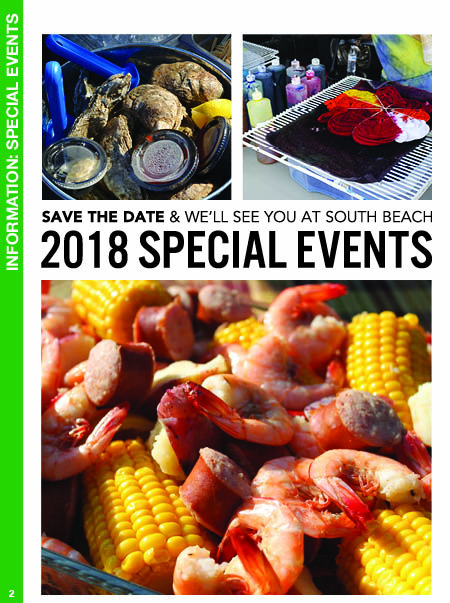 INFORMATION: SPECIAL EVENTS
SAVE THE DATE & WE'LL SEE YOU AT SOUTH BEACH
2018 SPECIAL EVENTS
2